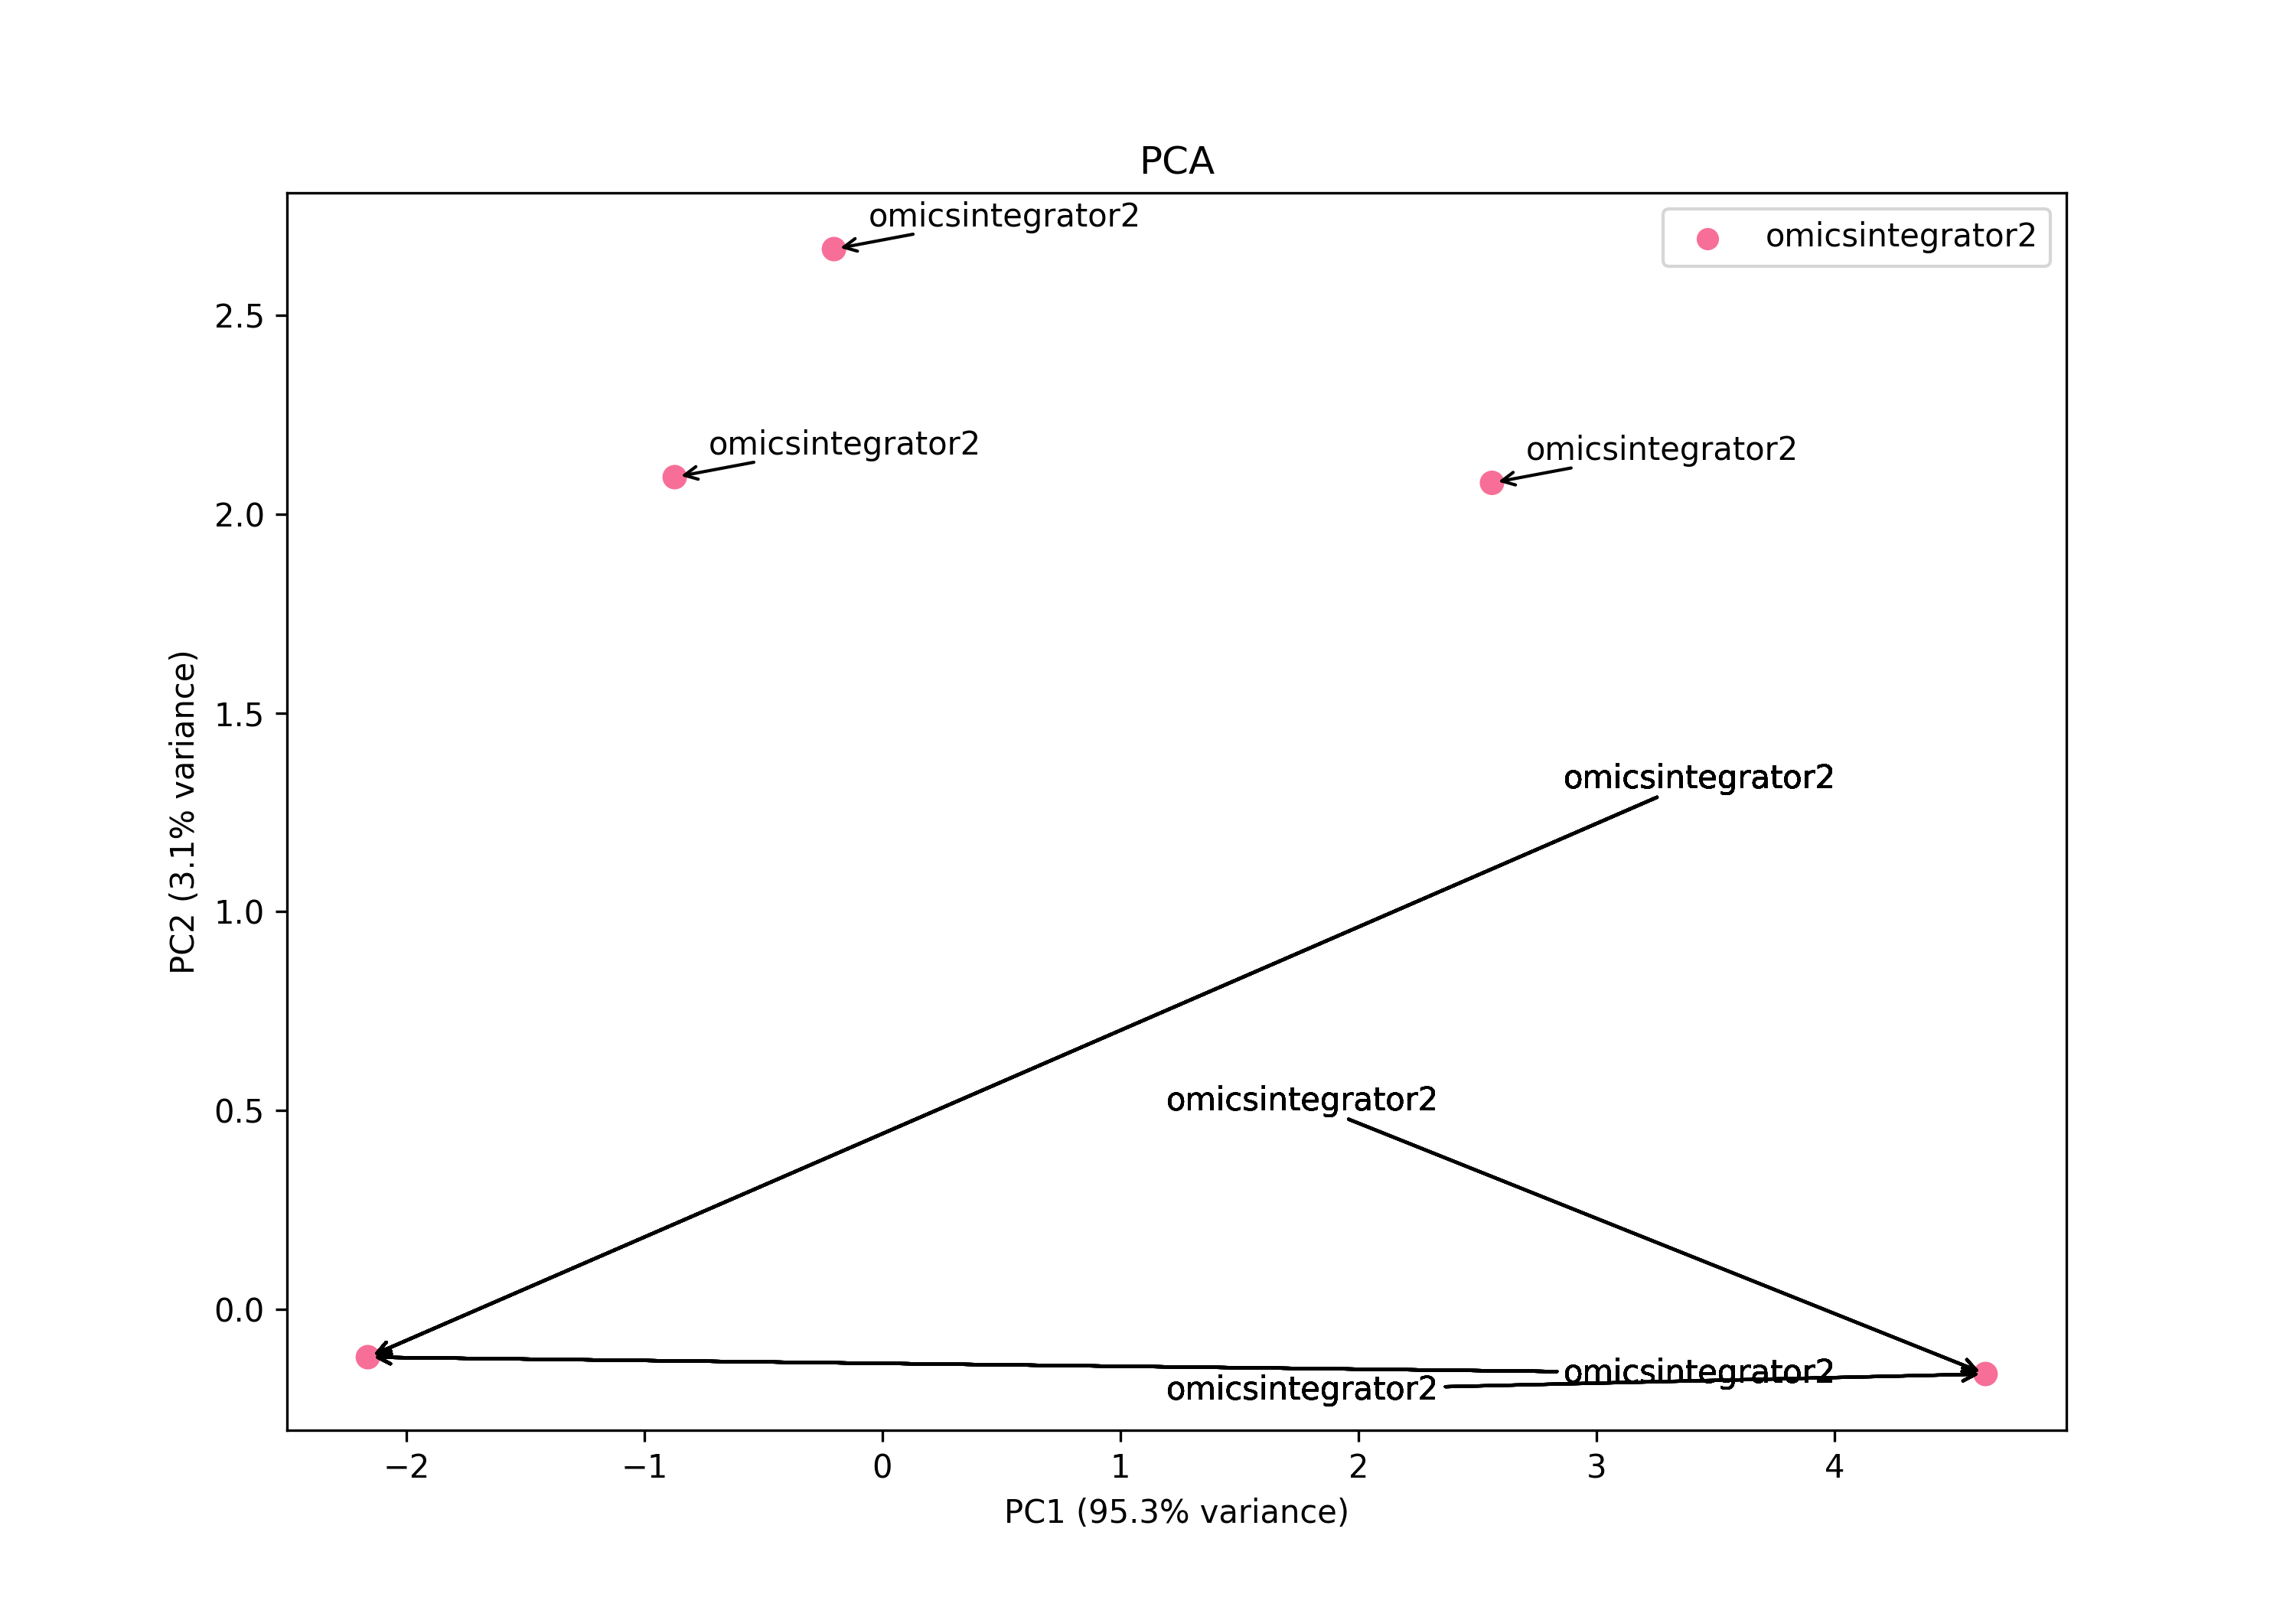 PCA
omicsintegrator2
omicsintegrator2
omicsintegrator2
omicsintegrator2
omicsintegrator2
omicsintegrator2
omicsintegrator2
omicsintegrator2
2.5
2.0
1.5
1.0
0.5
0.0
PC2 (3.1% variance)
−2 −1 0 1 2 3 4
PC1 (95.3% variance)